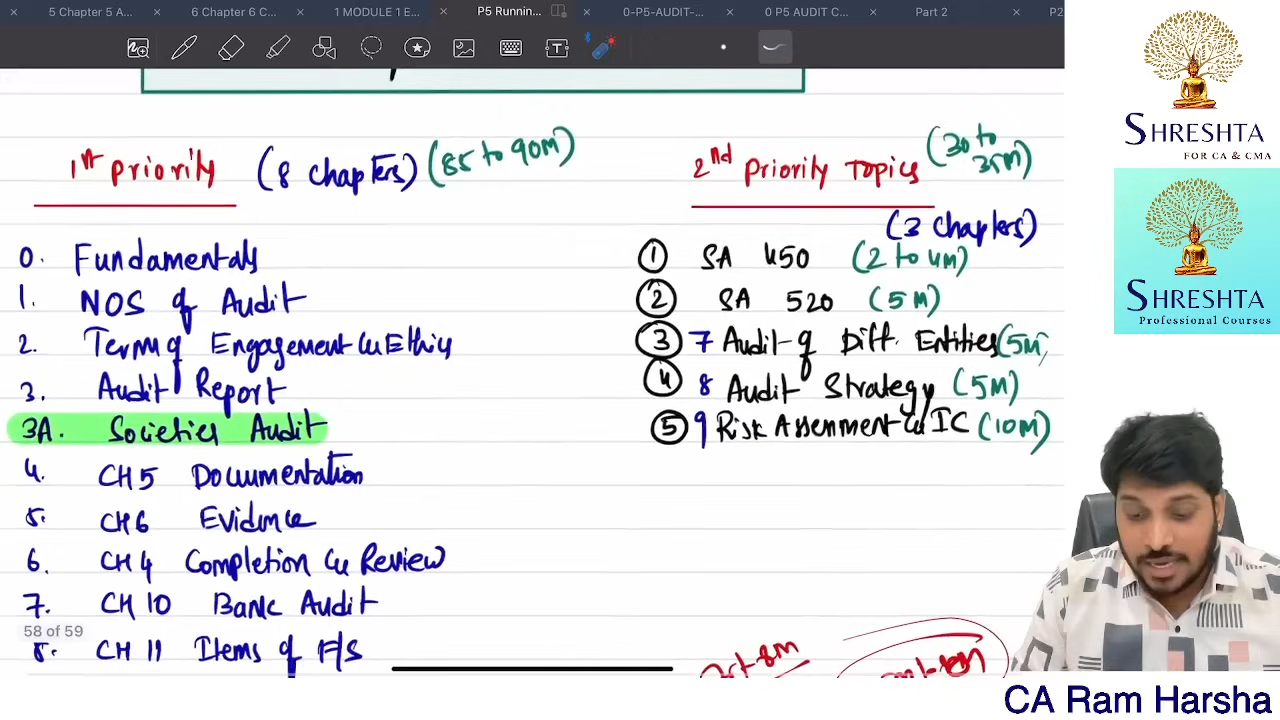 5 Chapter 5 A...
6 Chapter 6 C...
1 MODULE 1 E...
P5 Runnin...
0-P5-AUDIT-...
0 P5 AUDIT C...
Part 2
P2
1st Priority (8 chapters) (85 to 90M)
0. Fundamentals
1. NOS of Audit
2. Terms of Engagement & Ethics
3. Audit Report
3A. Societies Audit
4. CH 5 Documentation
5. CH 6 Evidence
6. CH 4 Completion & Review
7. CH 10 Bank Audit
58 of 59
8. CH 11 Items of F/S
2nd Priority Topics (30 to 35M)
(3 chapters)
1 SA 450 (2 to 4M)
2 SA 520 (5M)
3 7 Audit of Diff. Entities (5M)
4 8 Audit Strategy (5M)
5 9 Risk Assessment & IC (10M)
SHRESHTA
FOR CA & CMA
SHRESHTA
Professional Courses
CA Ram Harsha